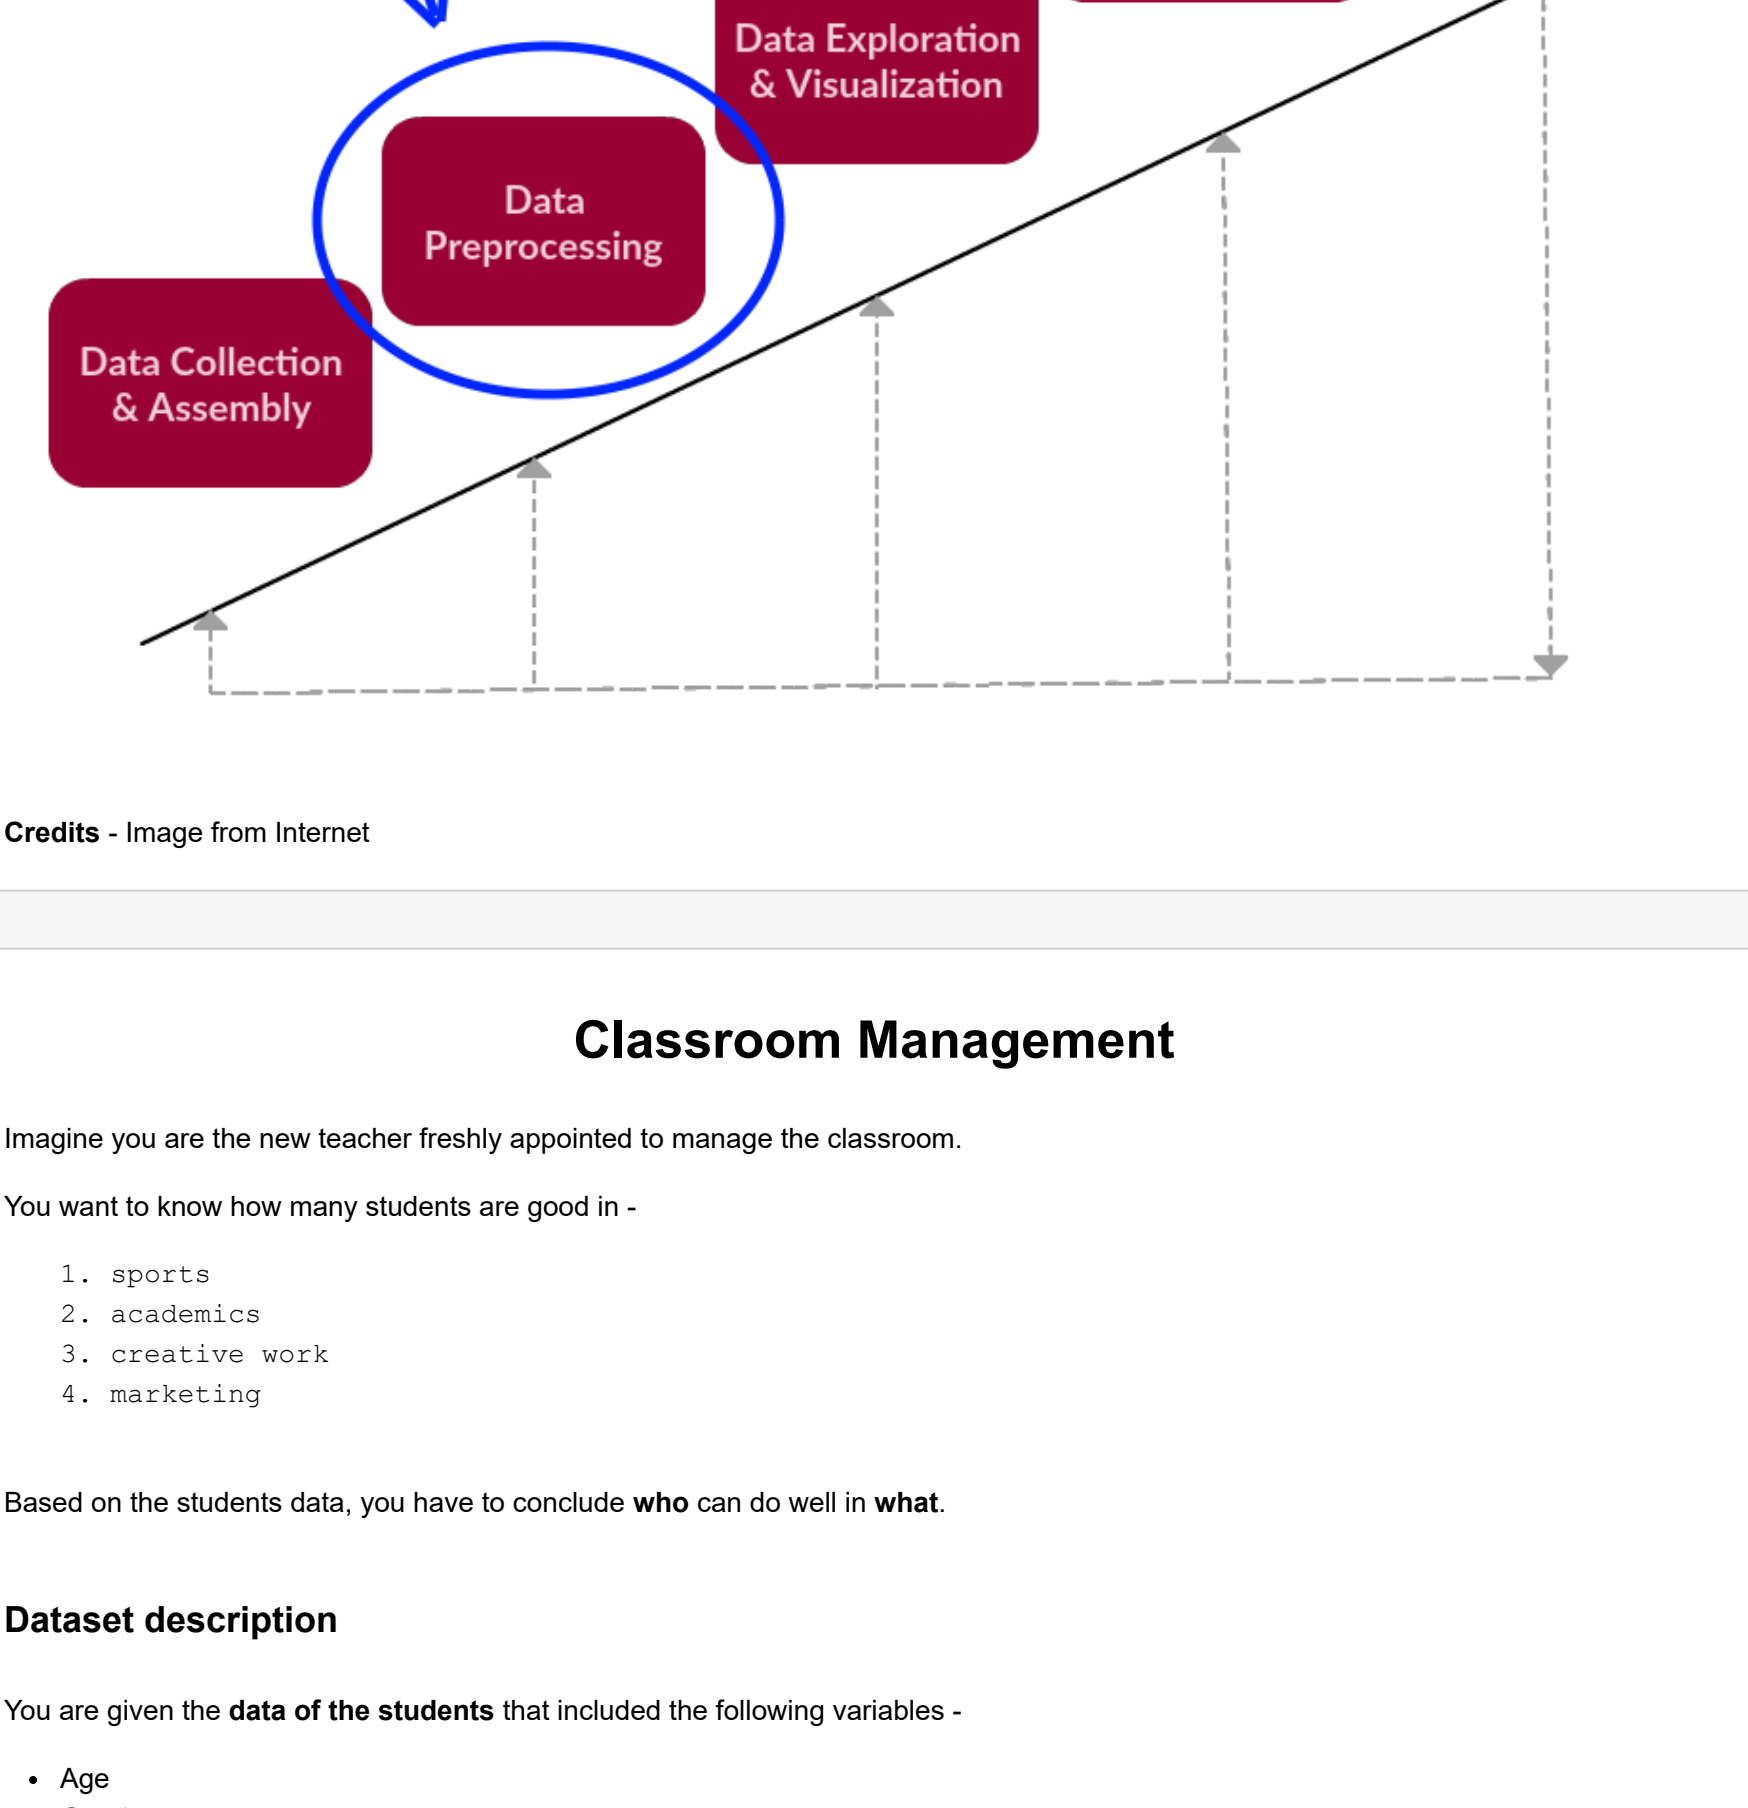 Data Exploration
& Visualization
Data
Preprocessing
Data Collection
& Assembly
Credits - Image from Internet
Classroom Management
Imagine you are the new teacher freshly appointed to manage the classroom.
You want to know how many students are good in -
1. sports
2. academics
3. creative work
4. marketing
Based on the students data, you have to conclude who can do well in what.
Dataset description
You are given the data of the students that included the following variables -
• Age